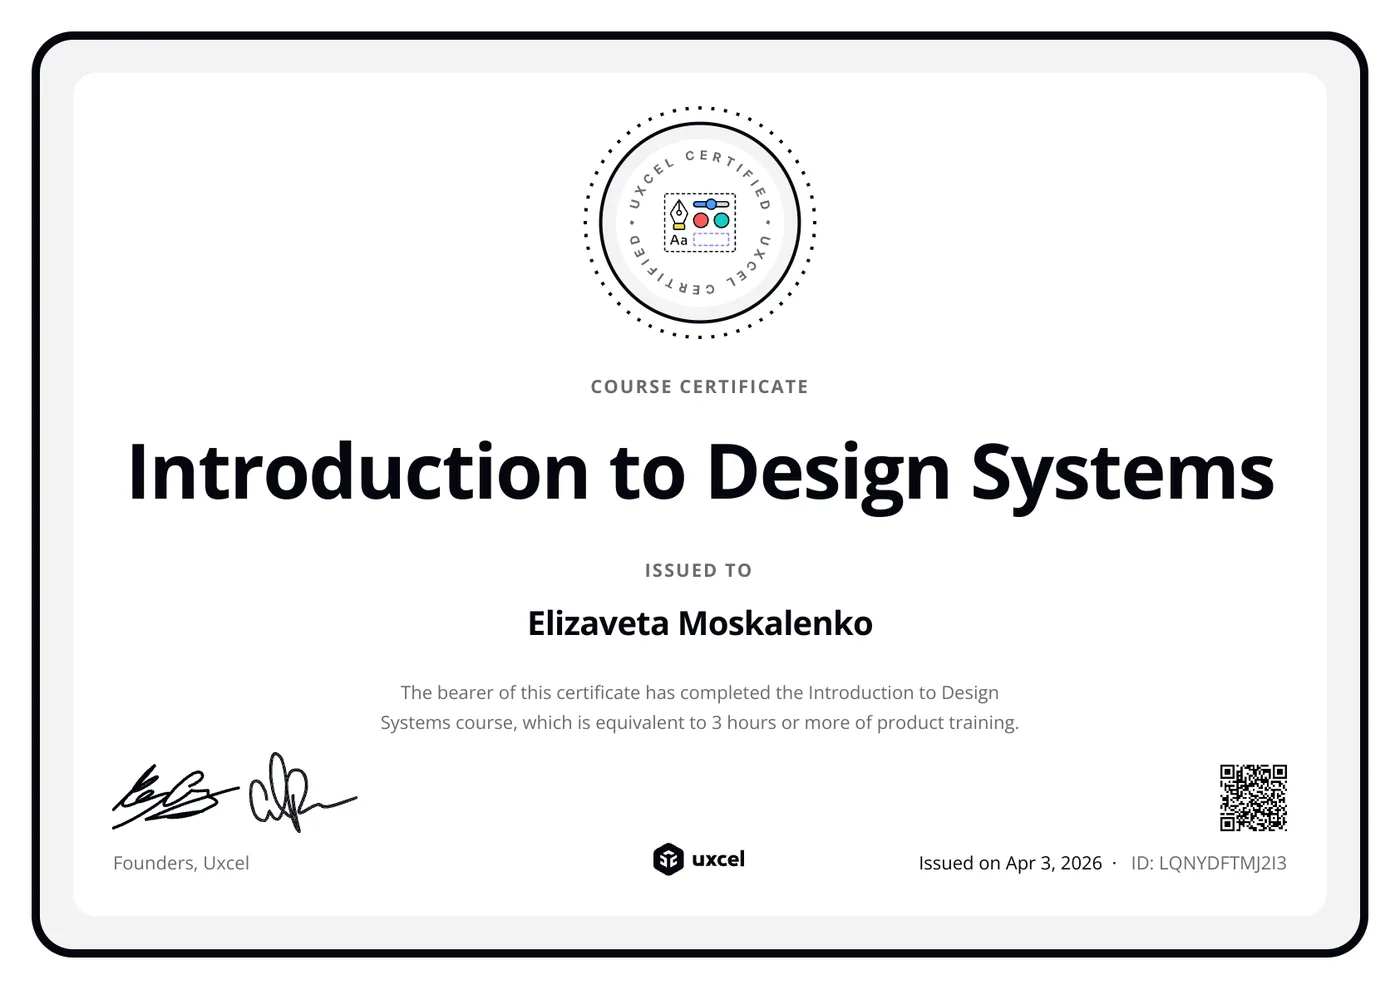 UXCEL CERTIFIED • UXCEL CERTIFIED •
Aa
COURSE CERTIFICATE
Introduction to Design Systems
ISSUED TO
Elizaveta Moskalenko
The bearer of this certificate has completed the Introduction to Design
Systems course, which is equivalent to 3 hours or more of product training.
Founders, Uxcel
uxcel
Issued on Apr 3, 2026 · ID: LQNYDFTMJ2I3